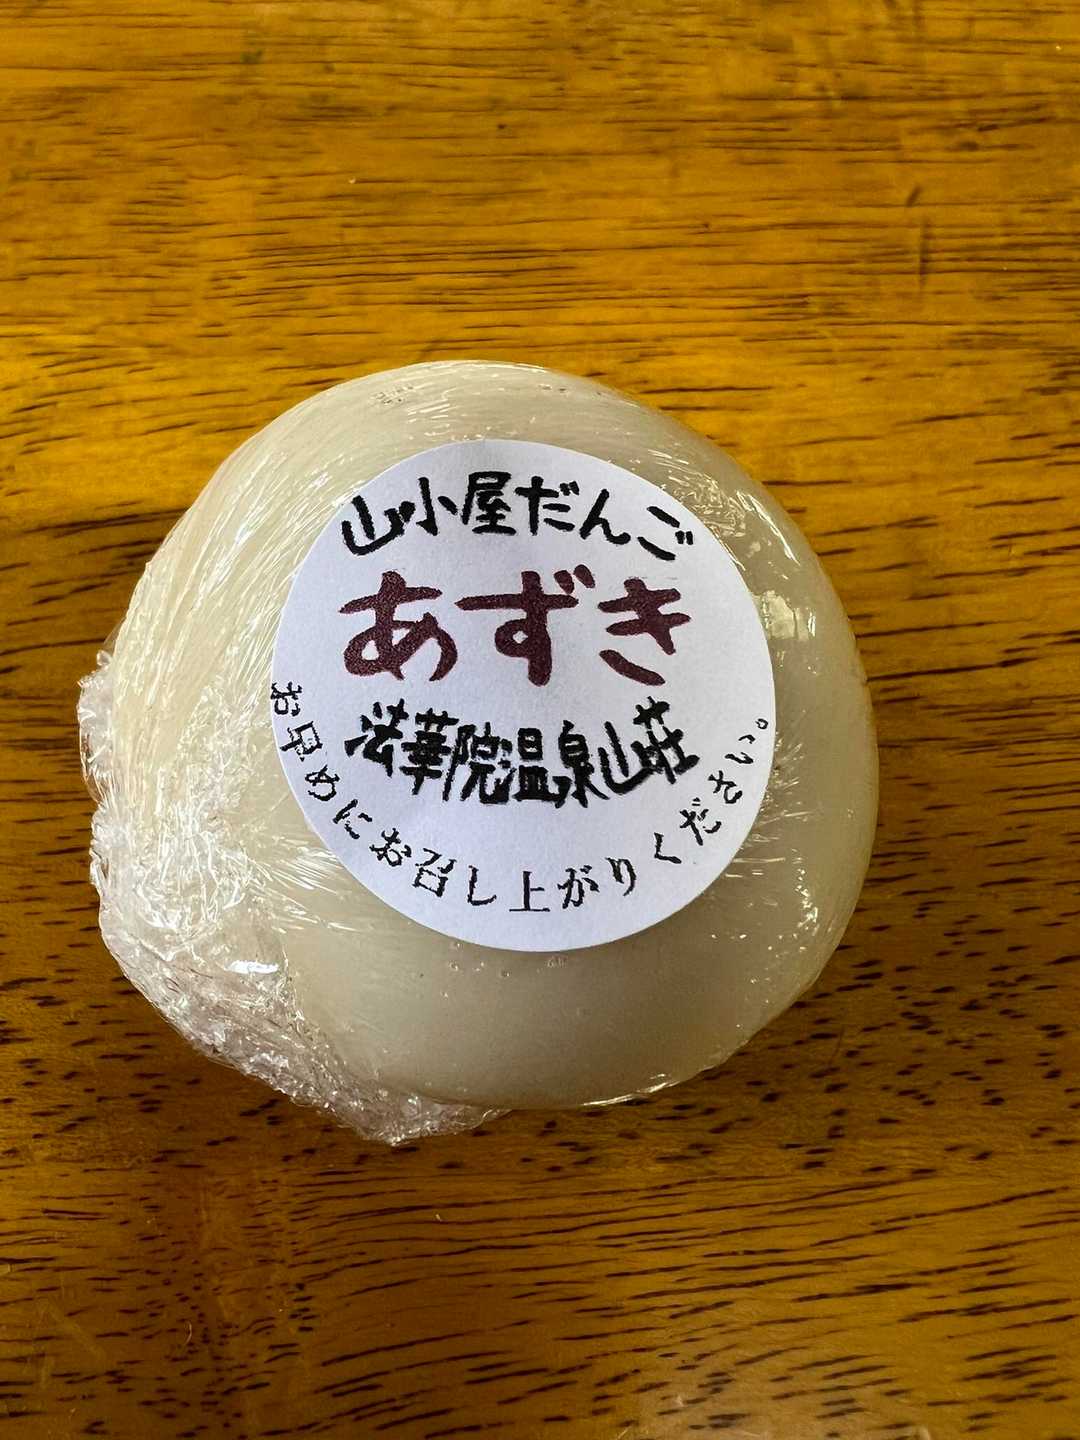 山小屋だんご
あずき
法華院温泉山荘
お早めにお召し上がりください。